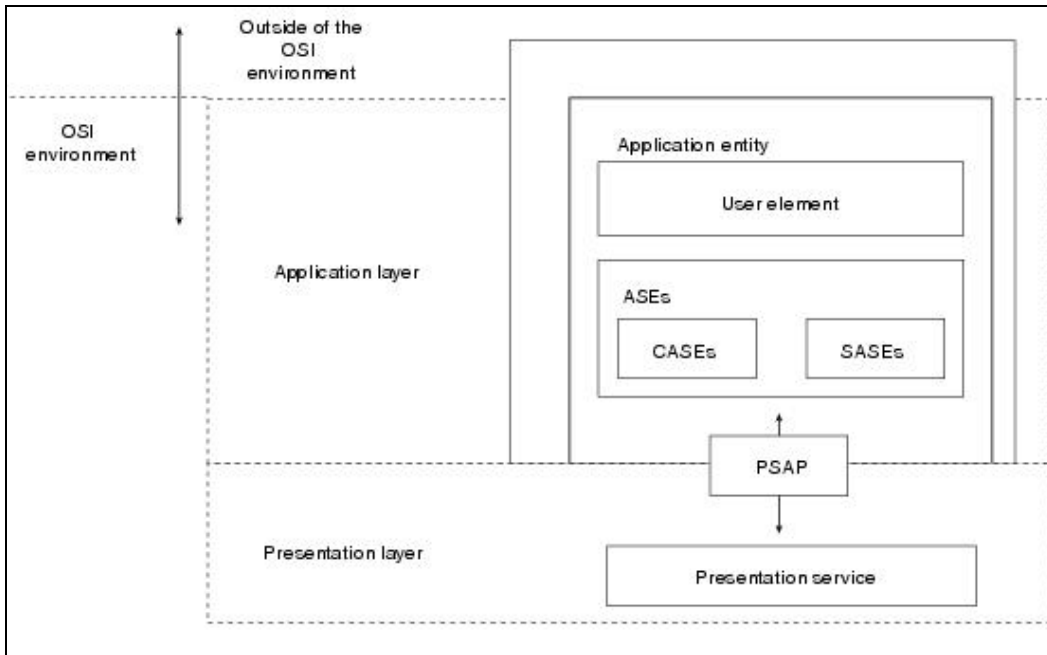 Outside of the
OSI
environment
OSI
environment
Application entity
User element
Application layer
ASEs
CASEs
SASEs
PSAP
Presentation layer
Presentation service